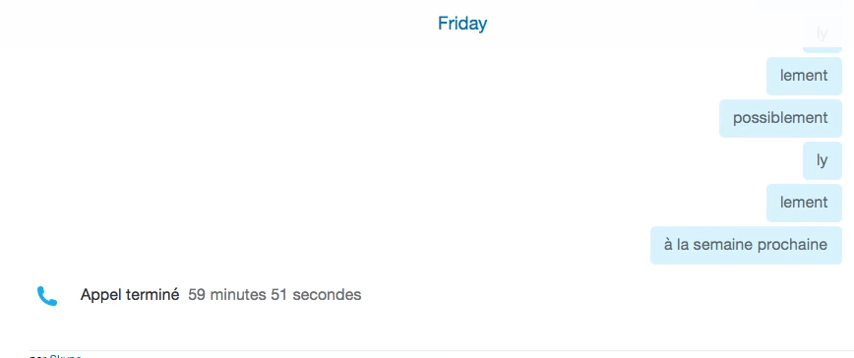 Friday
ly
lement
possiblement
ly
lement
à la semaine prochaine
Appel terminé 59 minutes 51 secondes